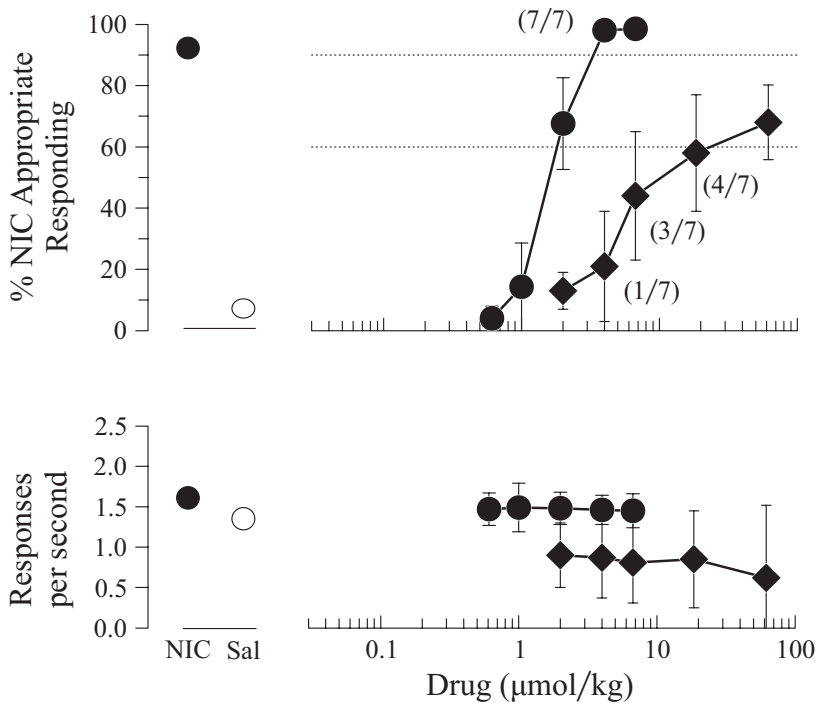 % NIC Appropriate
Responding
100
80
60
40
20
0
(7/7)
(4/7)
(3/7)
(1/7)
Responses
per second
2.5
2.0
1.5
1.0
0.5
0.0
NIC Sal
0.1 1 10 100
Drug (μmol/kg)